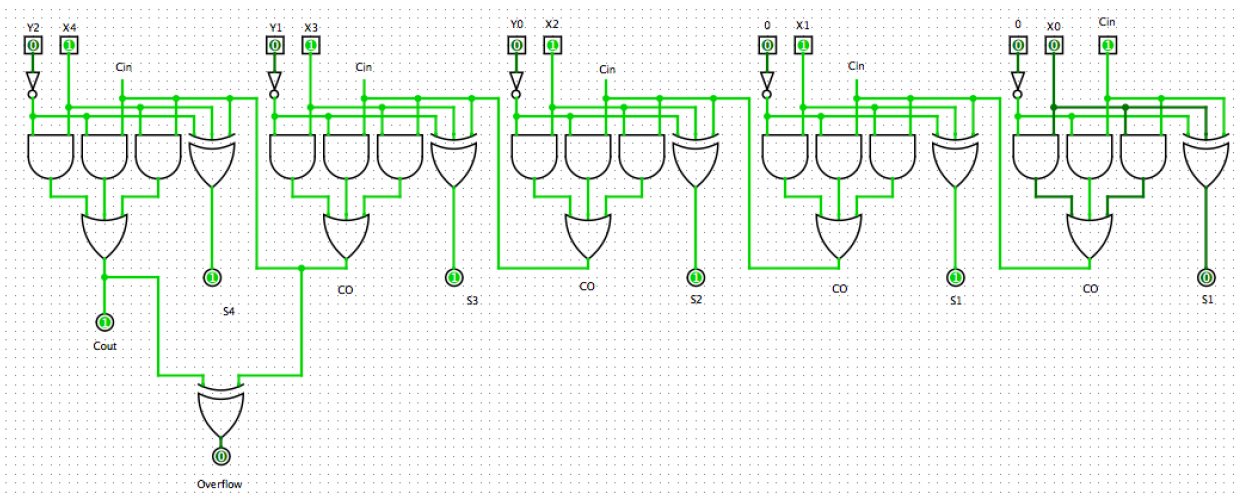 Y2 X4 Y1 X3 Y0 X2 0 X1 0 X0 Cin
0 1 0 1 0 1 0 1 0 0 1
Cin Cin Cin Cin
1 1 1 1 0
S4 CO S3 CO S2 CO S1 CO S1
1
Cout
0
Overflow